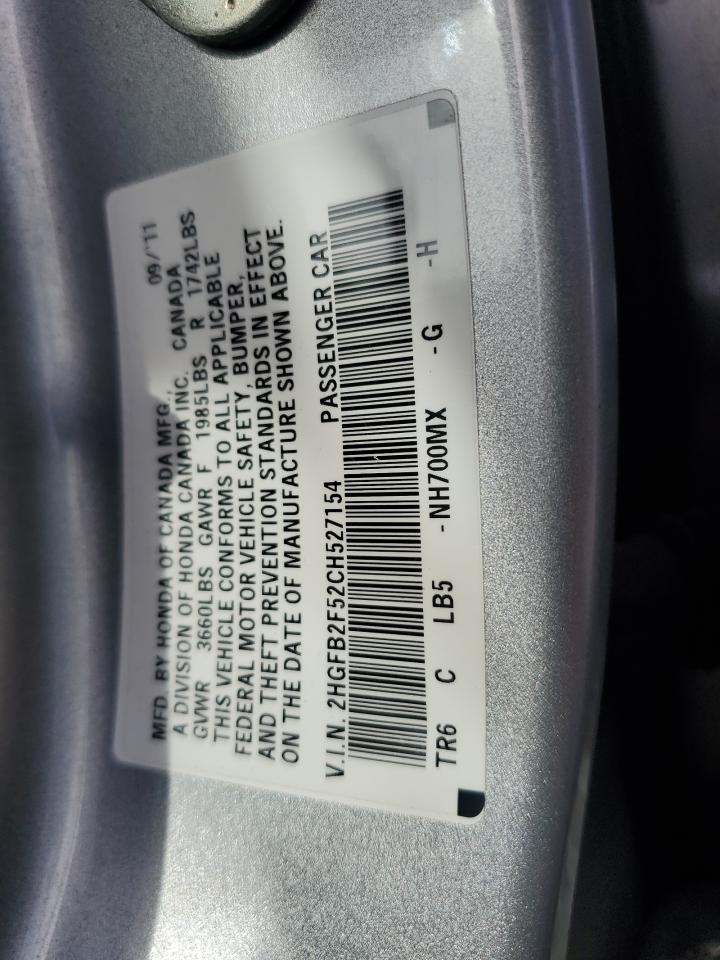 MFD. BY HONDA OF CANADA MFG., 09/'11
A DIVISION OF HONDA CANADA INC. CANADA
GVWR 3660LBS GAWR F 1985LBS R 1742LBS
THIS VEHICLE CONFORMS TO ALL APPLICABLE
FEDERAL MOTOR VEHICLE SAFETY, BUMPER,
AND THEFT PREVENTION STANDARDS IN EFFECT
ON THE DATE OF MANUFACTURE SHOWN ABOVE.
V.I.N. 2HGFB2F52CH527154 PASSENGER CAR
TR6 C LB5 -NH700MX -G -H